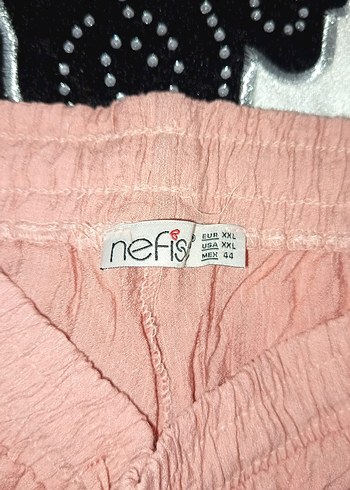 nefis®
EUR XXL
USA XXL
MEX 44